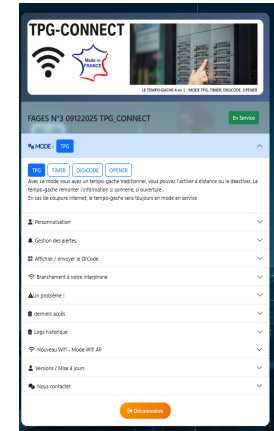 TPG-CONNECT
Made in
FRANCE
LE TEMPO-GACHE 4 en 1 : MODE TPG, TIMER, DIGICODE, OPENER
FAGES N°3 09122025 TPG_CONNECT
En Service
MODE : TPG
TPG TIMER DIGICODE OPENER
Avec ce mode vous avez un tempo-gache traditionnel, vous pouvez l'activer à distance ou le deactiver. Le
tempo-gache remonter l'information si sonnerie, si ouverture .
En cas de coupure internet, le tempo-gache sera toujours en mode en service
Personnalisation
Gestion des alertes
Afficher / envoyer le QrCode
Branchement à votre Interphone
Un problème !
derniers accès
Logs historique
Nouveau Wifi - Mode Wifi AP
Versions / Mise à jours
Nous contacter
Déconnexion